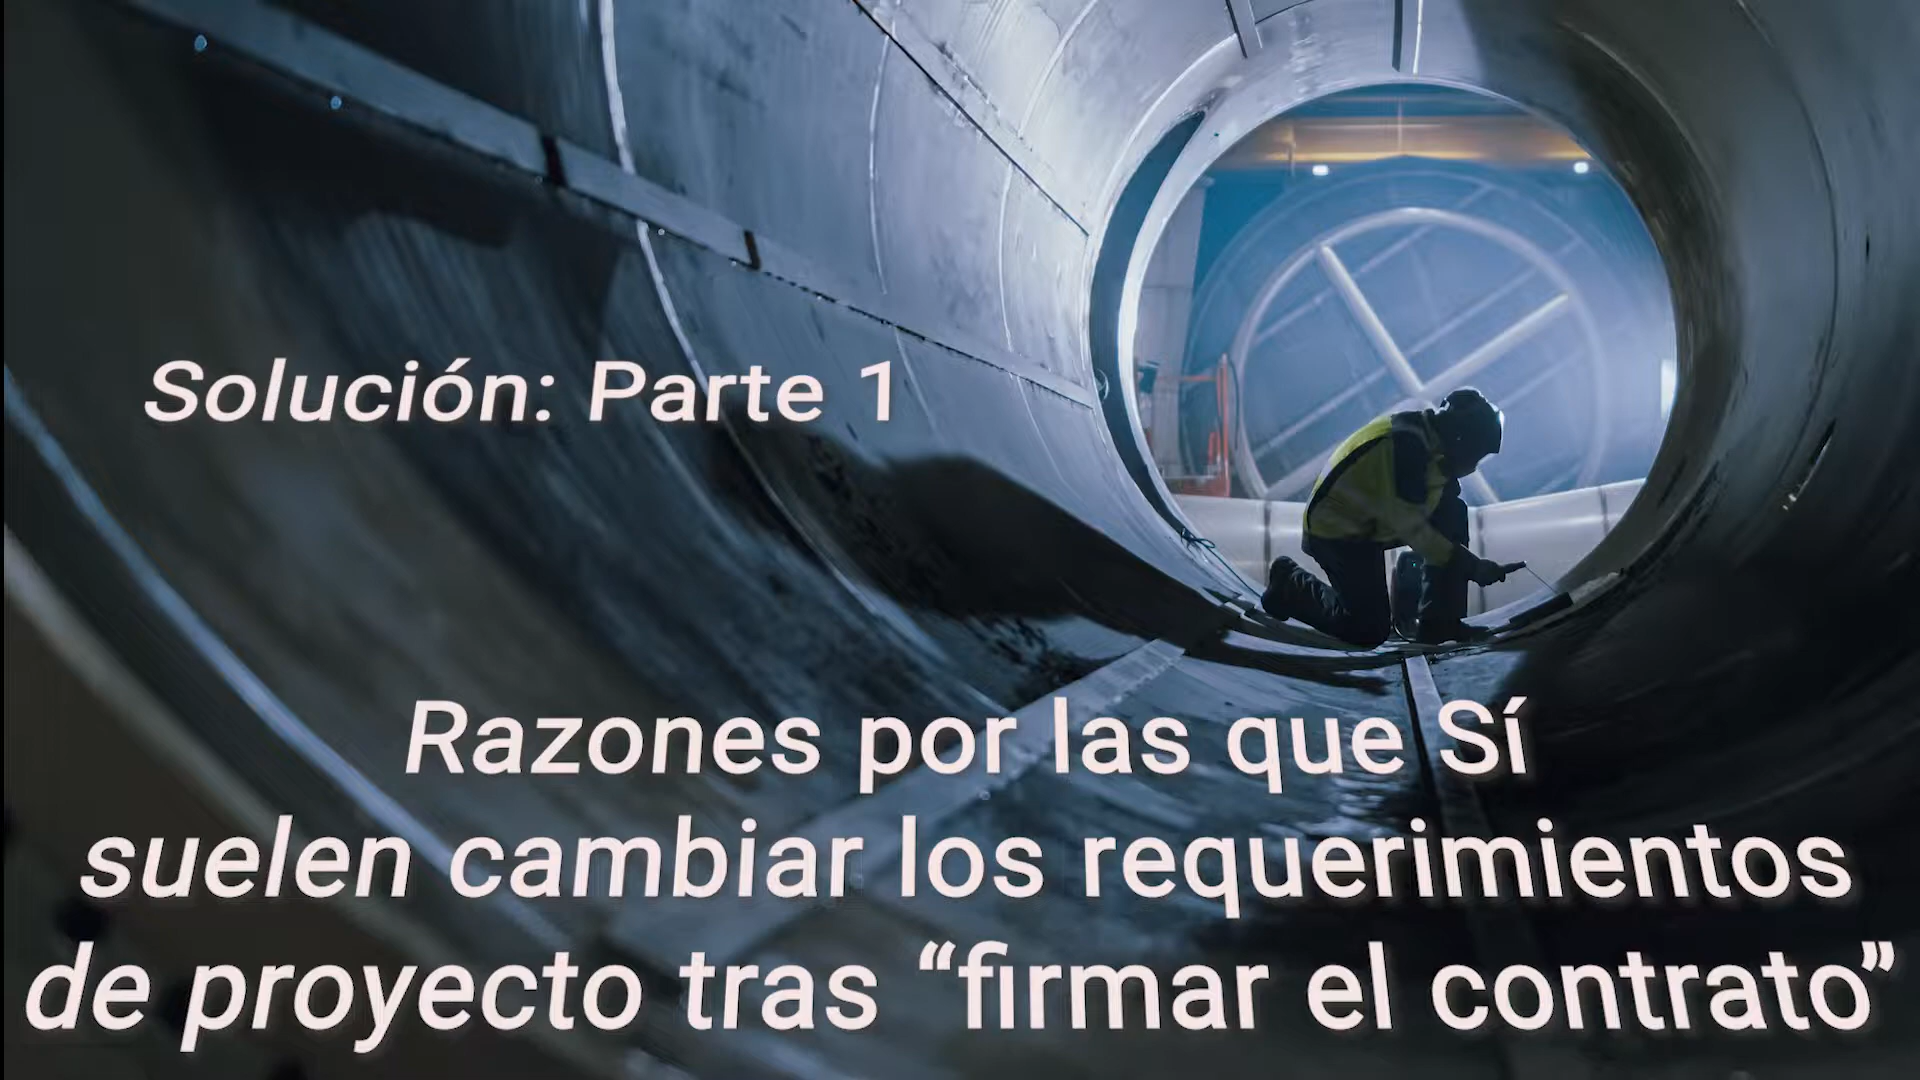 Solución: Parte 1
Razones por las que Sí
suelen cambiar los requerimientos
de proyecto tras “firmar el contrato”